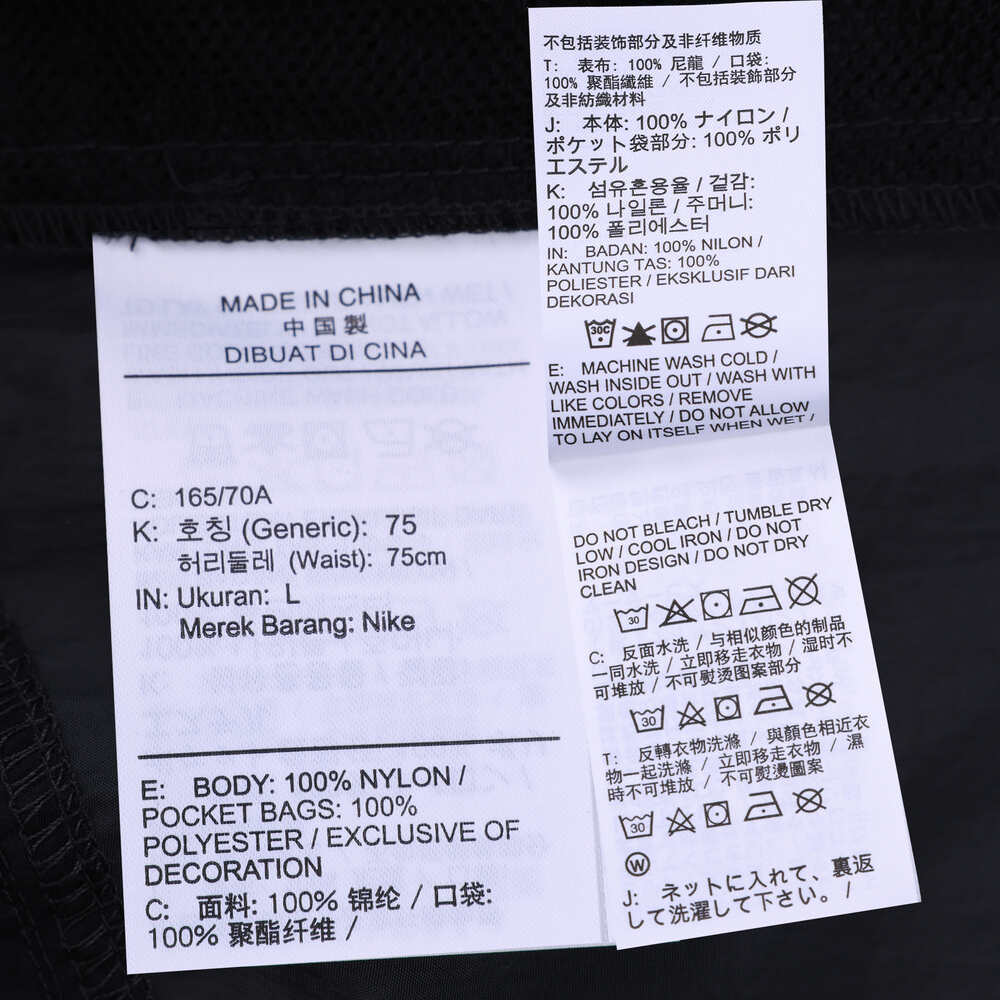 MADE IN CHINA
中国製
DIBUAT DI CINA
C: 165/70A
K: 호칭 (Generic): 75
허리둘레 (Waist): 75cm
IN: Ukuran: L
Merek Barang: Nike
E: BODY: 100% NYLON /
POCKET BAGS: 100%
POLYESTER / EXCLUSIVE OF
DECORATION
C: 面料: 100% 锦纶 / 口袋:
100% 聚酯纤维 /
不包括装饰部分及非纤维物质
T: 表布: 100% 尼龍 / 口袋:
100% 聚酯纖維 / 不包括裝飾部分
及非紡織材料
J: 本体: 100% ナイロン /
ポケット袋部分: 100% ポリ
エステル
K: 섬유혼용율 / 겉감:
100% 나일론 / 주머니:
100% 폴리에스터
IN: BADAN: 100% NILON /
KANTUNG TAS: 100%
POLIESTER / EKSKLUSIF DARI
DEKORASI
30C
E: MACHINE WASH COLD /
WASH INSIDE OUT / WASH WITH
LIKE COLORS / REMOVE
IMMEDIATELY / DO NOT ALLOW
TO LAY ON ITSELF WHEN WET /
DO NOT BLEACH / TUMBLE DRY
LOW / COOL IRON / DO NOT
IRON DESIGN / DO NOT DRY
CLEAN
30
C: 反面水洗 / 与相似颜色的制品
一同水洗 / 立即移走衣物 / 湿时不
可堆放 / 不可熨烫图案部分
30
T: 反轉衣物洗滌 / 與顏色相近衣
物一起洗滌 / 立即移走衣物 / 濕
時不可堆放 / 不可熨燙圖案
30
W
J: ネットに入れて、裏返
して洗濯して下さい。 /